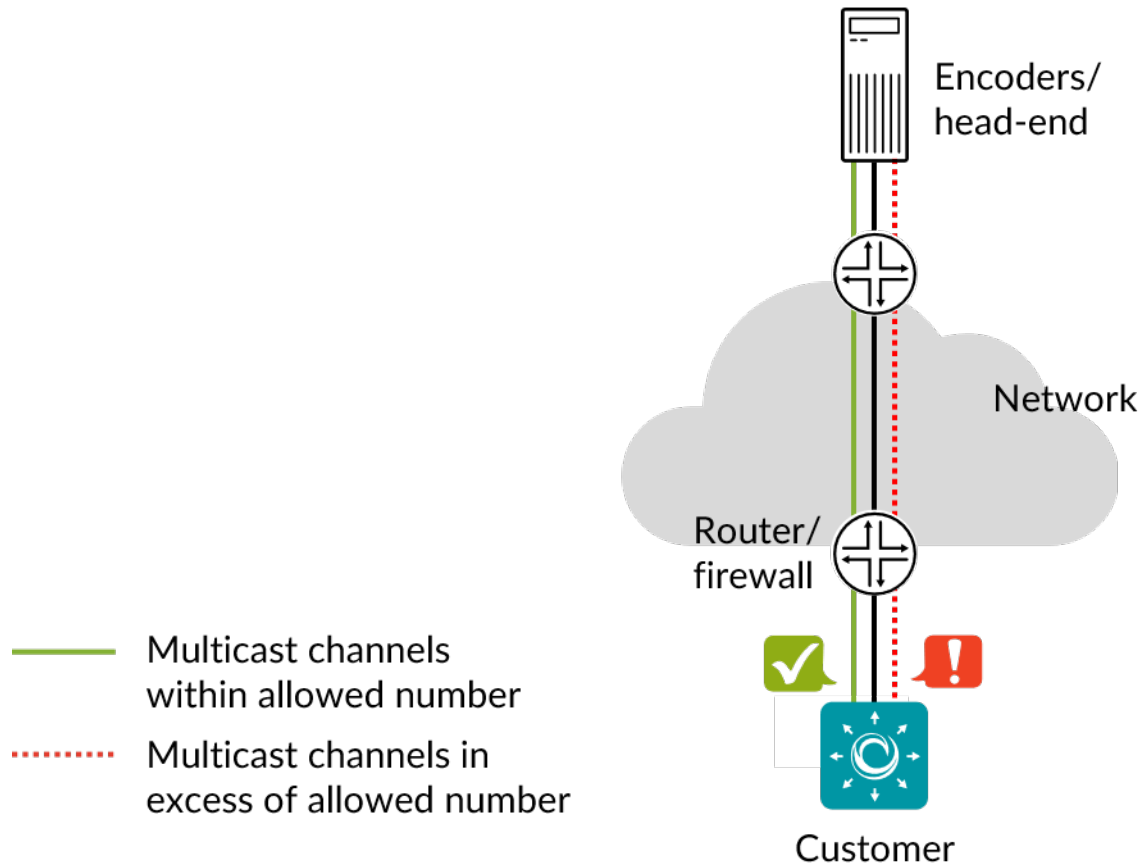 Encoders/
head-end
Network
Router/
firewall
Multicast channels
within allowed number
Multicast channels in
excess of allowed number
Customer